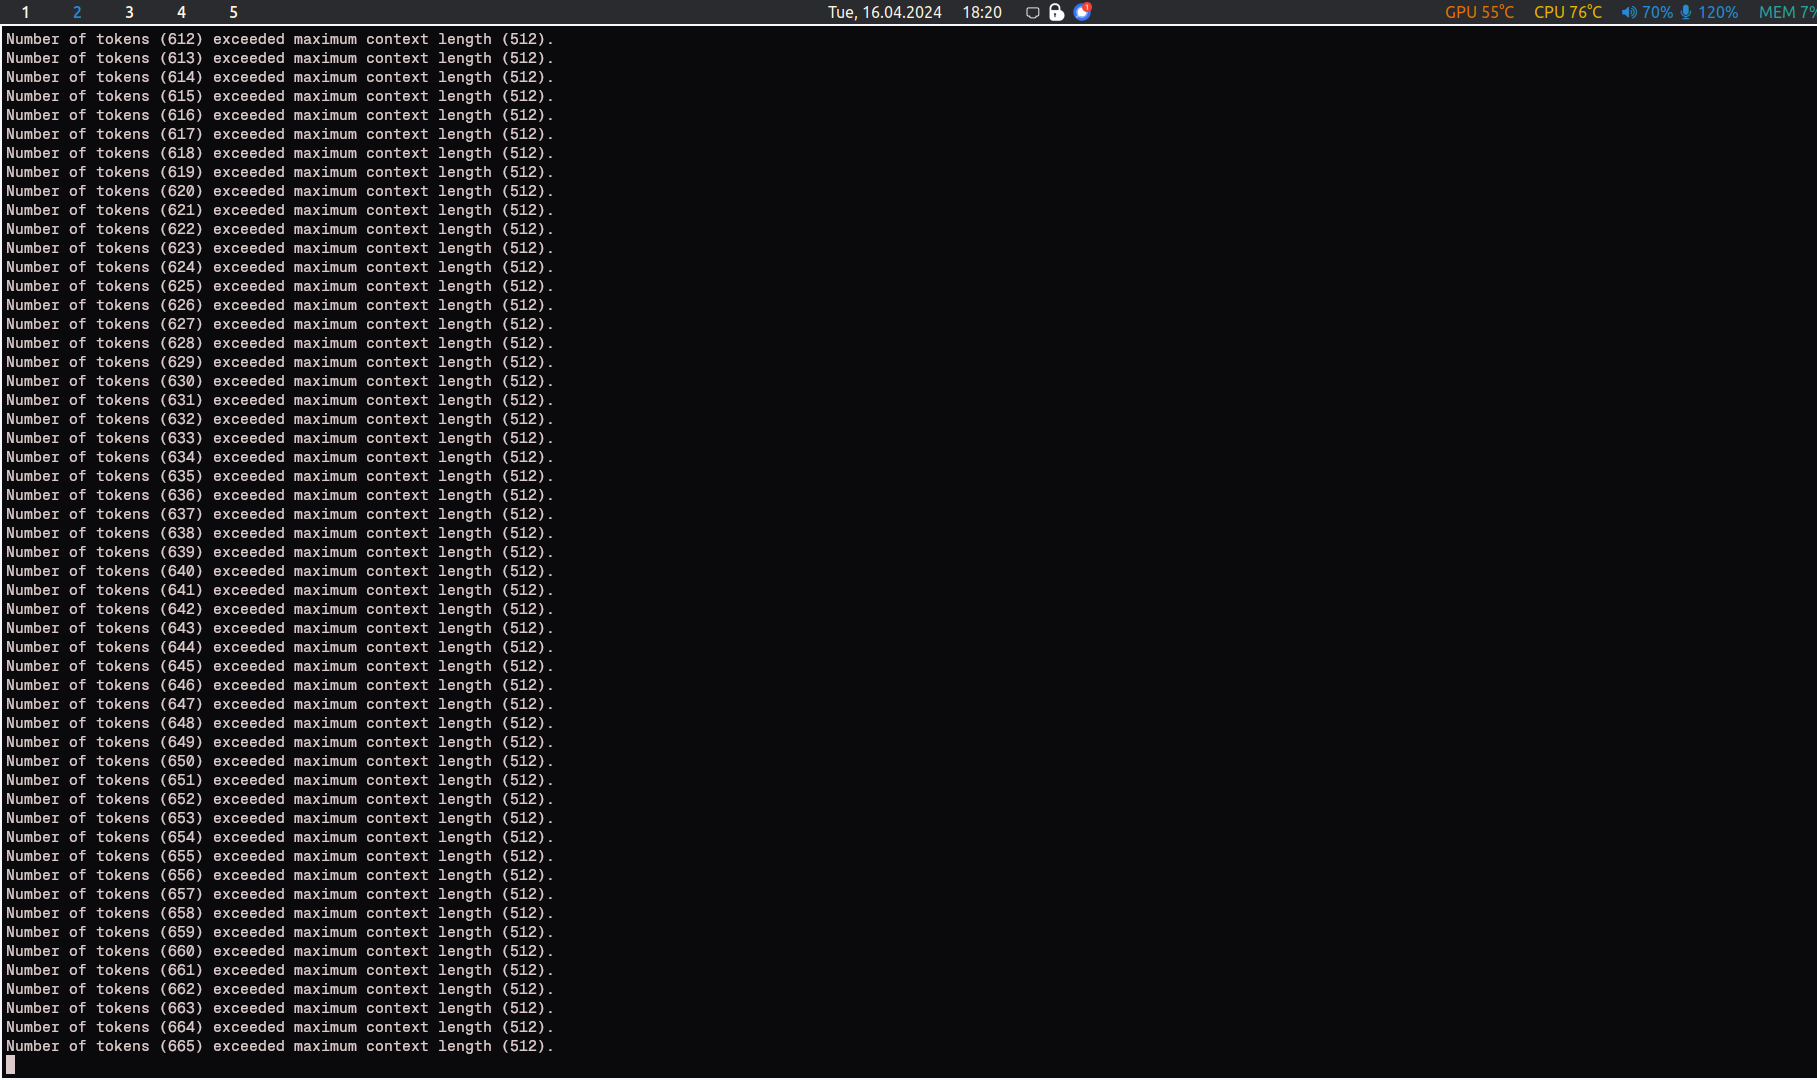 1 2 3 4 5 Tue, 16.04.2024 18:20 GPU 55°C CPU 76°C 70% 120% MEM 7%
Number of tokens (612) exceeded maximum context length (512).
Number of tokens (613) exceeded maximum context length (512).
Number of tokens (614) exceeded maximum context length (512).
Number of tokens (615) exceeded maximum context length (512).
Number of tokens (616) exceeded maximum context length (512).
Number of tokens (617) exceeded maximum context length (512).
Number of tokens (618) exceeded maximum context length (512).
Number of tokens (619) exceeded maximum context length (512).
Number of tokens (620) exceeded maximum context length (512).
Number of tokens (621) exceeded maximum context length (512).
Number of tokens (622) exceeded maximum context length (512).
Number of tokens (623) exceeded maximum context length (512).
Number of tokens (624) exceeded maximum context length (512).
Number of tokens (625) exceeded maximum context length (512).
Number of tokens (626) exceeded maximum context length (512).
Number of tokens (627) exceeded maximum context length (512).
Number of tokens (628) exceeded maximum context length (512).
Number of tokens (629) exceeded maximum context length (512).
Number of tokens (630) exceeded maximum context length (512).
Number of tokens (631) exceeded maximum context length (512).
Number of tokens (632) exceeded maximum context length (512).
Number of tokens (633) exceeded maximum context length (512).
Number of tokens (634) exceeded maximum context length (512).
Number of tokens (635) exceeded maximum context length (512).
Number of tokens (636) exceeded maximum context length (512).
Number of tokens (637) exceeded maximum context length (512).
Number of tokens (638) exceeded maximum context length (512).
Number of tokens (639) exceeded maximum context length (512).
Number of tokens (640) exceeded maximum context length (512).
Number of tokens (641) exceeded maximum context length (512).
Number of tokens (642) exceeded maximum context length (512).
Number of tokens (643) exceeded maximum context length (512).
Number of tokens (644) exceeded maximum context length (512).
Number of tokens (645) exceeded maximum context length (512).
Number of tokens (646) exceeded maximum context length (512).
Number of tokens (647) exceeded maximum context length (512).
Number of tokens (648) exceeded maximum context length (512).
Number of tokens (649) exceeded maximum context length (512).
Number of tokens (650) exceeded maximum context length (512).
Number of tokens (651) exceeded maximum context length (512).
Number of tokens (652) exceeded maximum context length (512).
Number of tokens (653) exceeded maximum context length (512).
Number of tokens (654) exceeded maximum context length (512).
Number of tokens (655) exceeded maximum context length (512).
Number of tokens (656) exceeded maximum context length (512).
Number of tokens (657) exceeded maximum context length (512).
Number of tokens (658) exceeded maximum context length (512).
Number of tokens (659) exceeded maximum context length (512).
Number of tokens (660) exceeded maximum context length (512).
Number of tokens (661) exceeded maximum context length (512).
Number of tokens (662) exceeded maximum context length (512).
Number of tokens (663) exceeded maximum context length (512).
Number of tokens (664) exceeded maximum context length (512).
Number of tokens (665) exceeded maximum context length (512).